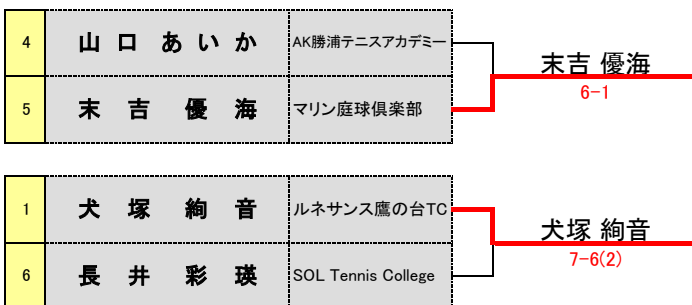 4 山口 あいか AK勝浦テニスアカデミー
末吉 優海
6-1
5 末吉 優海 マリン庭球倶楽部
1 犬塚 絢音 ルネサンス鷹の台TC
犬塚 絢音
7-6(2)
6 長井 彩瑛 SOL Tennis College